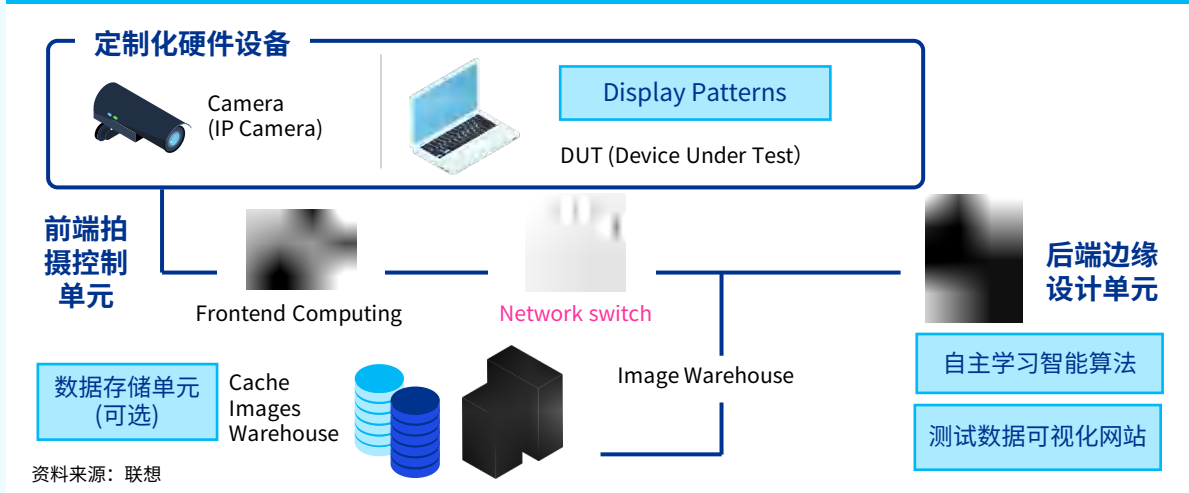 定制化硬件设备
Camera
(IP Camera)
Display Patterns
DUT (Device Under Test）
前端拍
摄控制
单元
Frontend Computing
Network switch
后端边缘
设计单元
数据存储单元
(可选)
Cache
Images
Warehouse
Image Warehouse
自主学习智能算法
测试数据可视化网站
资料来源：联想